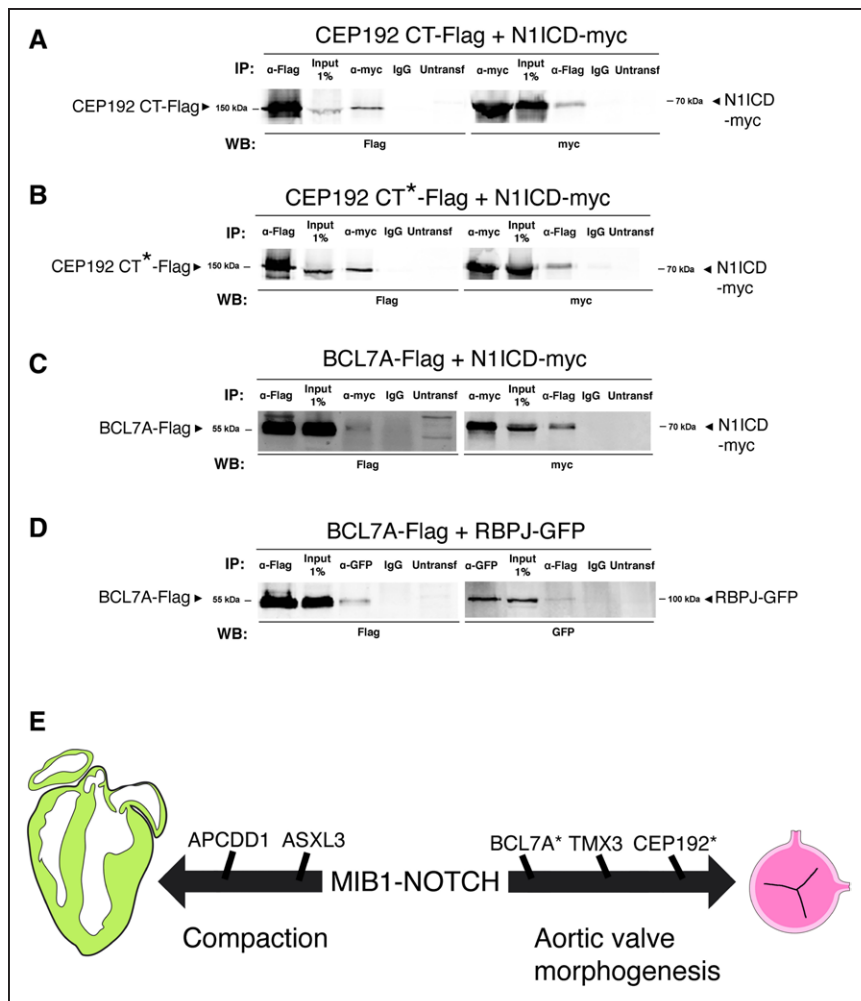 A
CEP192 CT-Flag + N1ICD-myc
IP: α-Flag Input 1% α-myc IgG Untransf α-myc Input 1% α-Flag IgG Untransf
CEP192 CT-Flag 150 kDa – – 70 kDa N1ICD -myc
WB: Flag myc
B
CEP192 CT*-Flag + N1ICD-myc
IP: α-Flag Input 1% α-myc IgG Untransf α-myc Input 1% α-Flag IgG Untransf
CEP192 CT*-Flag 150 kDa – – 70 kDa N1ICD -myc
WB: Flag myc
C
BCL7A-Flag + N1ICD-myc
IP: α-Flag Input 1% α-myc IgG Untransf α-myc Input 1% α-Flag IgG Untransf
BCL7A-Flag 55 kDa – – 70 kDa N1ICD -myc
WB: Flag myc
D
BCL7A-Flag + RBPJ-GFP
IP: α-Flag Input 1% α-GFP IgG Untransf α-GFP Input 1% α-Flag IgG Untransf
BCL7A-Flag 55 kDa – – 100 kDa RBPJ-GFP
WB: Flag GFP
E
APCDD1 ASXL3 BCL7A* TMX3 CEP192*
MIB1-NOTCH
Compaction Aortic valve
morphogenesis